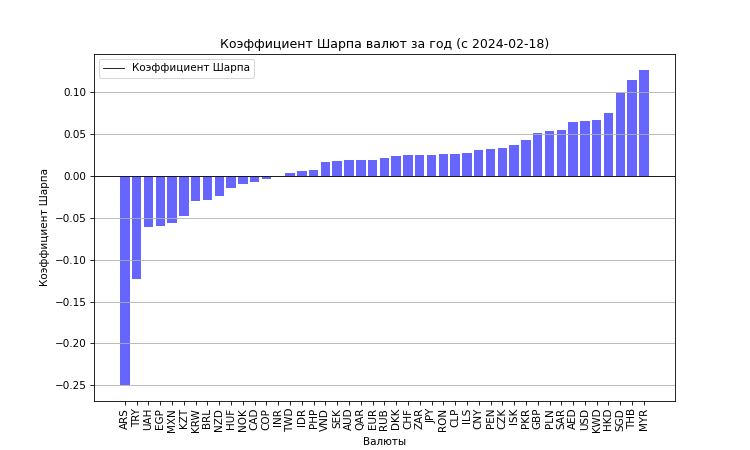 Коэффициент Шарпа валют за год (с 2024-02-18)
Коэффициент Шарпа
0.10
0.05
0.00
−0.05
−0.10
−0.15
−0.20
−0.25
Коэффициент Шарпа
ARS TRY UAH EGP MXN KZT KRW BRL NZD HUF NOK CAD COP INR TWD IDR PHP VND SEK AUD QAR EUR RUB DKK CHF ZAR JPY RON CLP ILS CNY PEN CZK ISK PKR GBP PLN SAR AED USD KWD HKD SGD THB MYR
Валюты